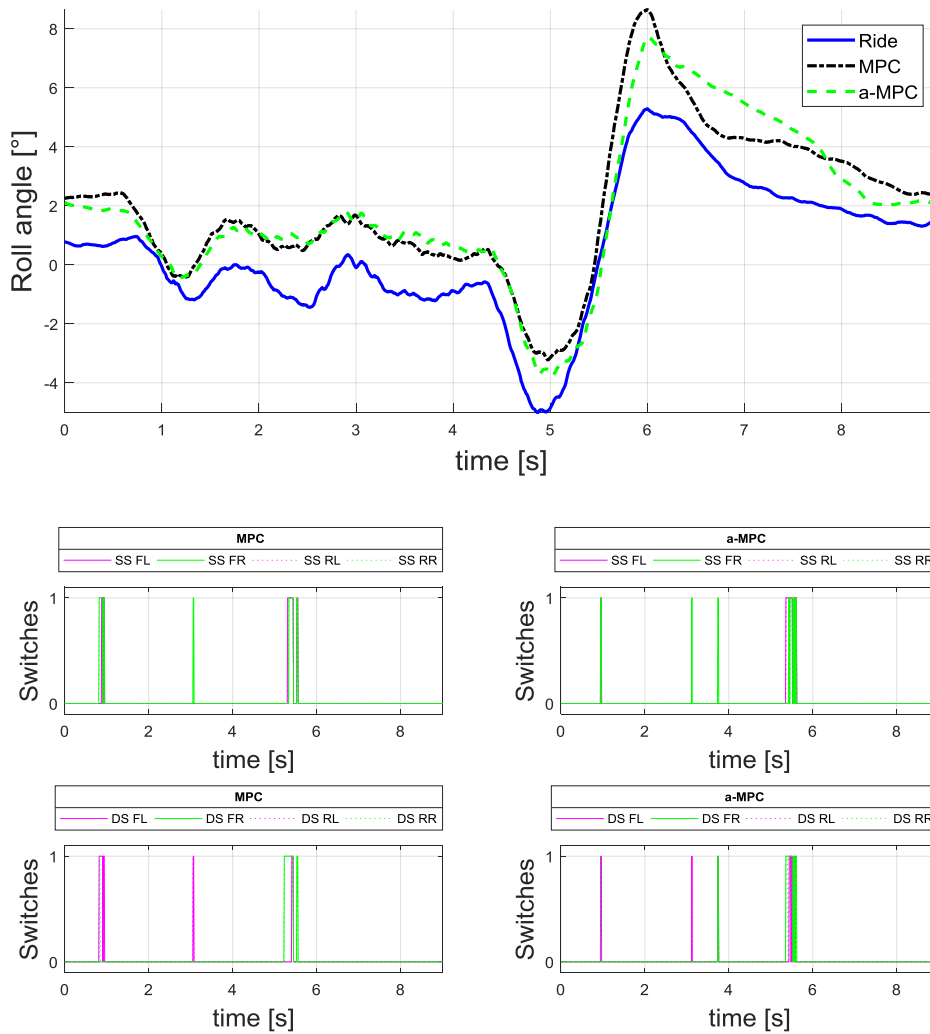 8
6
4
2
0
-2
-4
Roll angle [°]
Ride
MPC
a-MPC
0 1 2 3 4 5 6 7 8
time [s]
MPC
SS FL SS FR SS RL SS RR
1
0
Switches
0 2 4 6 8
time [s]
a-MPC
SS FL SS FR SS RL SS RR
1
0
Switches
0 2 4 6 8
time [s]
MPC
DS FL DS FR DS RL DS RR
1
0
Switches
0 2 4 6 8
time [s]
a-MPC
DS FL DS FR DS RL DS RR
1
0
Switches
0 2 4 6 8
time [s]